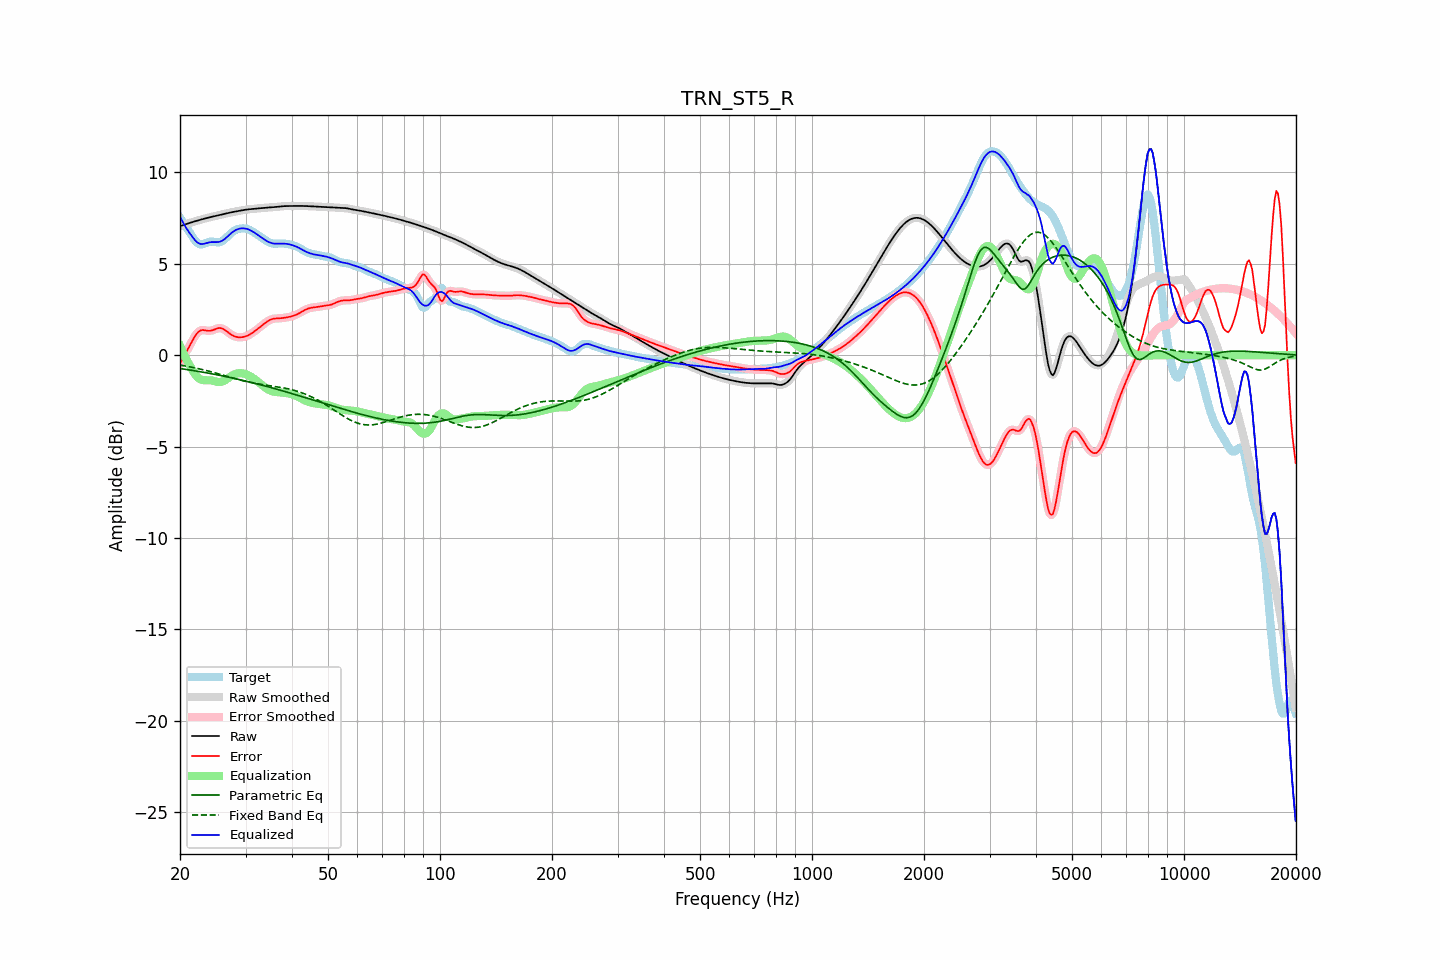 TRN_ST5_R
Amplitude (dBr)
10
5
0
−5
−10
−15
−20
−25
Target
Raw Smoothed
Error Smoothed
Raw
Error
Equalization
Parametric Eq
Fixed Band Eq
Equalized
20 50 100 200 500 1000 2000 5000 10000 20000
Frequency (Hz)